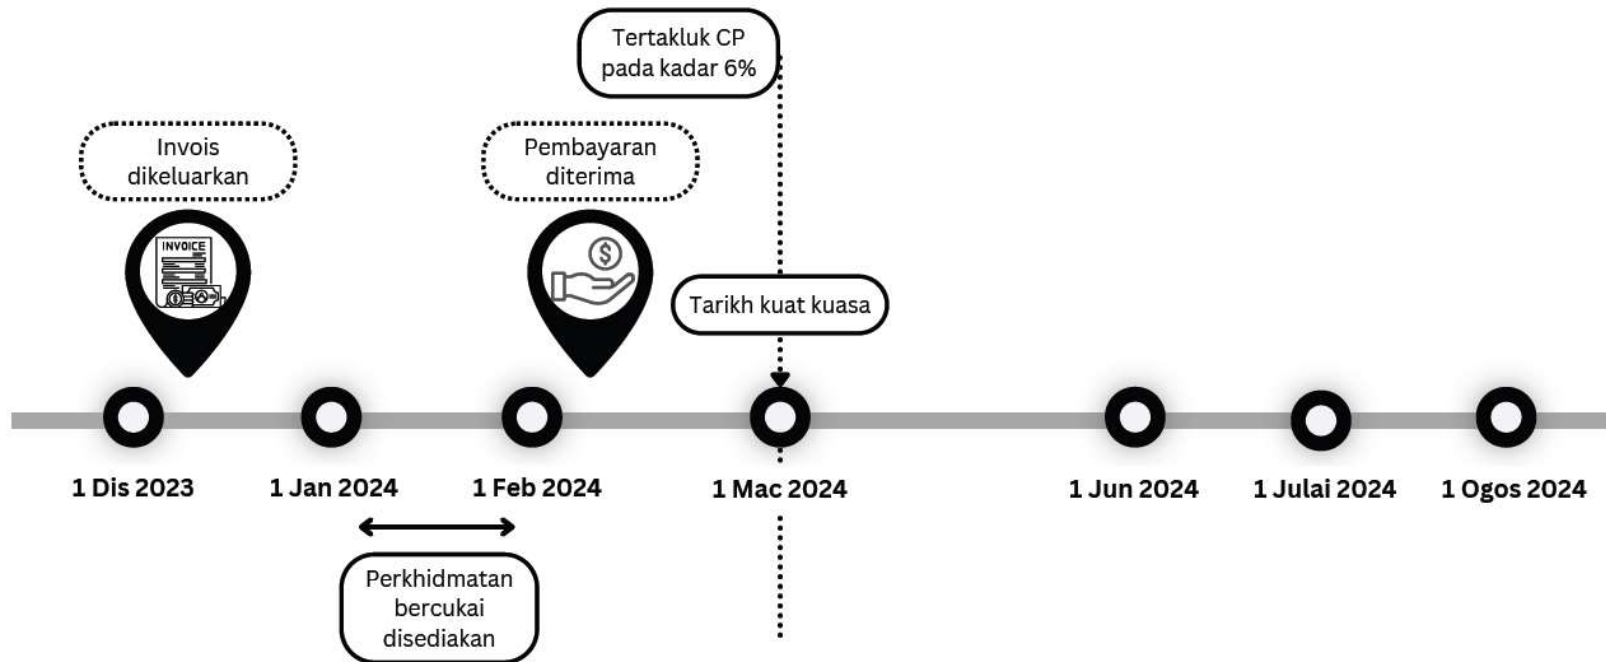 Tertakluk CP
pada kadar 6%
Invois
dikeluarkan
Pembayaran
diterima
INVOICE
$
Tarikh kuat kuasa
1 Dis 2023
1 Jan 2024
1 Feb 2024
1 Mac 2024
1 Jun 2024
1 Julai 2024
1 Ogos 2024
Perkhidmatan
bercukai
disediakan